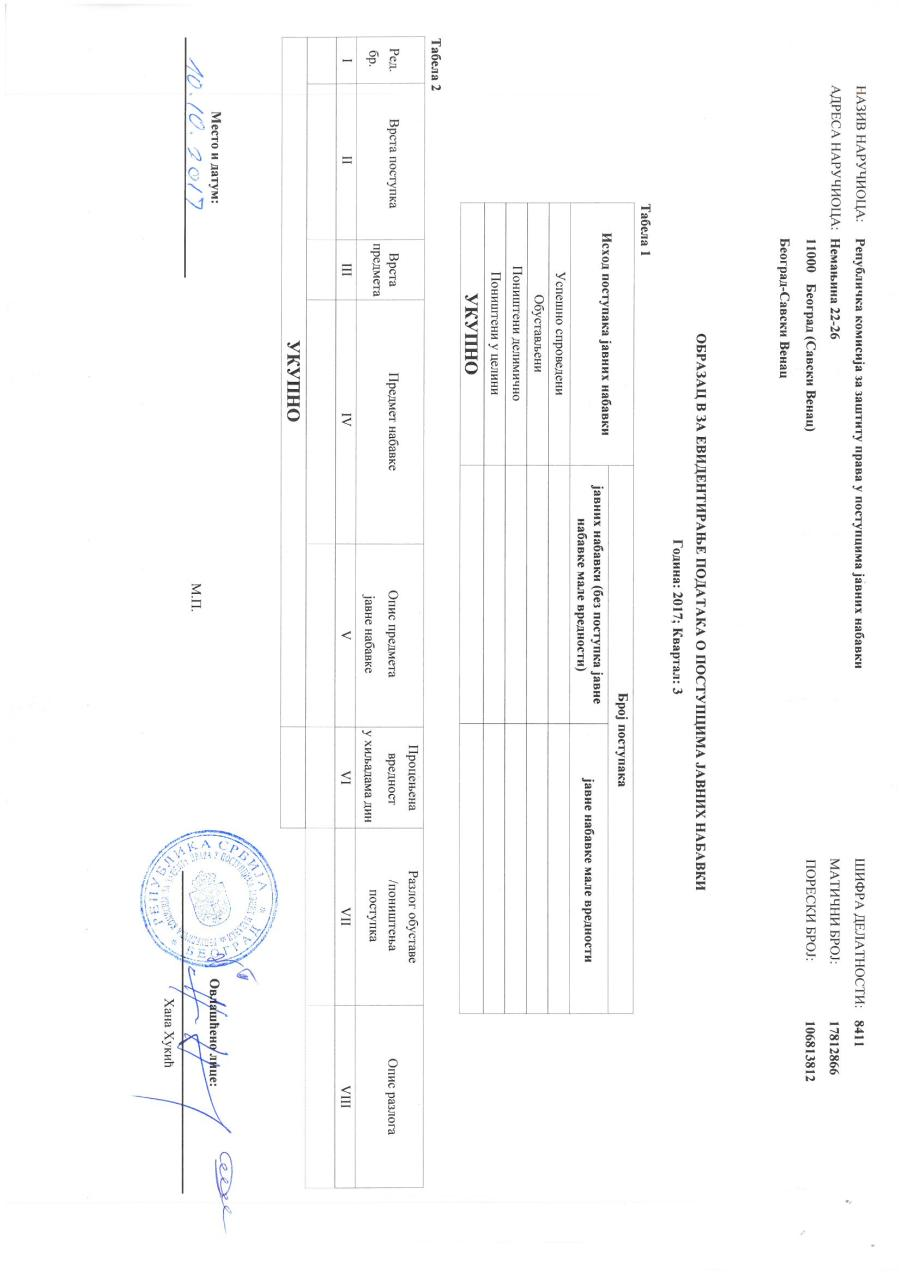 НАЗИВ НАРУЧИОЦА: Републичка комисија за заштиту права у поступцима јавних набавки
АДРЕСА НАРУЧИОЦА: Немањина 22-26
11000 Београд (Савски Венац)
Београд-Савски Венац
ШИФРА ДЕЛАТНОСТИ: 8411
МАТИЧНИ БРОЈ: 17812866
ПОРЕСКИ БРОЈ: 106813812
ОБРАЗАЦ В ЗА ЕВИДЕНТИРАЊЕ ПОДАТАКА О ПОСТУПЦИМА ЈАВНИХ НАБАВКИ
Година: 2017; Квартал: 3
Табела 1
Исход поступака јавних набавки
Број поступака
јавних набавки (без поступка јавне
набавке мале вредности)
јавне набавке мале вредности
Успешно спроведени
Обустављени
Поништени делимично
Поништени у целини
УКУПНО
Табела 2
Ред.
бр.
Врста поступка
Врста
предмета
Предмет набавке
Опис предмета
јавне набавке
Процењена
вредност
у хиљадама дин
Разлог обуставе
/поништења
поступка
Опис разлога
I II III IV V VI VII VIII
УКУПНО
Место и датум:
10.10.2017
М.П.
Овлашћено лице:
Хана Хукић
РЕПУБЛИКА СРБИЈА
БЕОГРАД